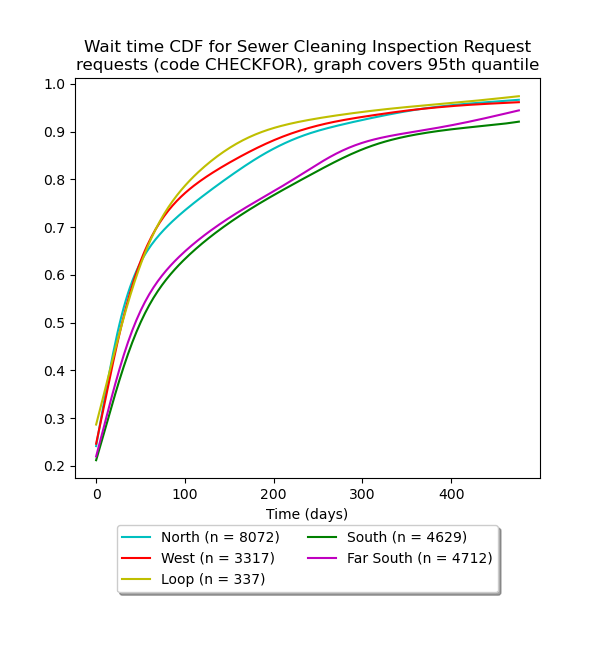 Wait time CDF for Sewer Cleaning Inspection Request
requests (code CHECKFOR), graph covers 95th quantile
1.0
0.9
0.8
0.7
0.6
0.5
0.4
0.3
0.2
0 100 200 300 400
Time (days)
North (n = 8072) South (n = 4629)
West (n = 3317) Far South (n = 4712)
Loop (n = 337)